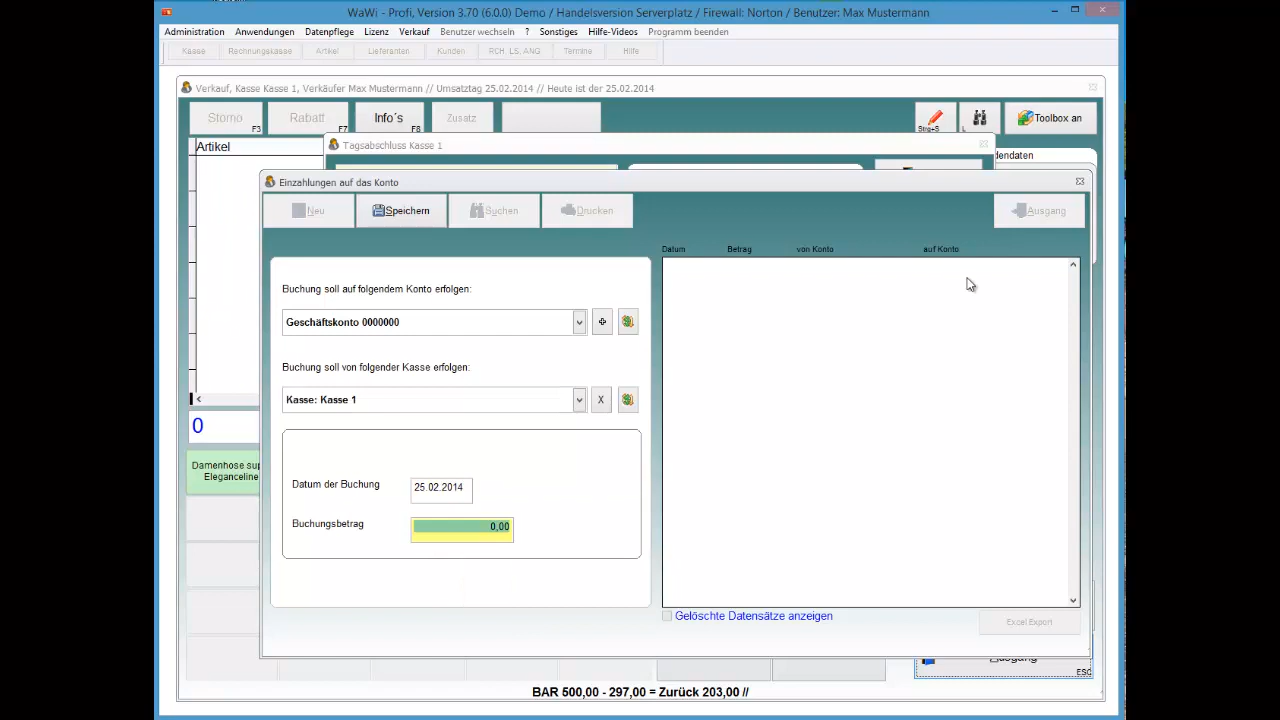 WaWi - Profi, Version 3.70 (6.0.0) Demo / Handelsversion Serverplatz / Firewall: Norton / Benutzer: Max Mustermann
Administration Anwendungen Datenpflege Lizenz Verkauf Benutzer wechseln ? Sonstiges Hilfe-Videos Programm beenden
Kasse Rechnungskasse Artikel Lieferanten Kunden RCH, LS, ANG Termine Hilfe
Verkauf, Kasse Kasse 1, Verkäufer Max Mustermann // Umsatztag 25.02.2014 // Heute ist der 25.02.2014
Storno F3 Rabatt F7 Info´s F8 Zusatz Strg+S L Toolbox an
Artikel
Tagsabschluss Kasse 1
dendaten
Einzahlungen auf das Konto
Neu Speichern Suchen Drucken Ausgang
Datum Betrag von Konto auf Konto
Buchung soll auf folgendem Konto erfolgen:
Geschäftskonto 0000000
Buchung soll von folgender Kasse erfolgen:
Kasse: Kasse 1 X
0
Damenhose sup
Eleganceline
Datum der Buchung 25.02.2014
Buchungsbetrag 0,00
Gelöschte Datensätze anzeigen
Excel Export
Ausgang
ESC
BAR 500,00 - 297,00 = Zurück 203,00 //